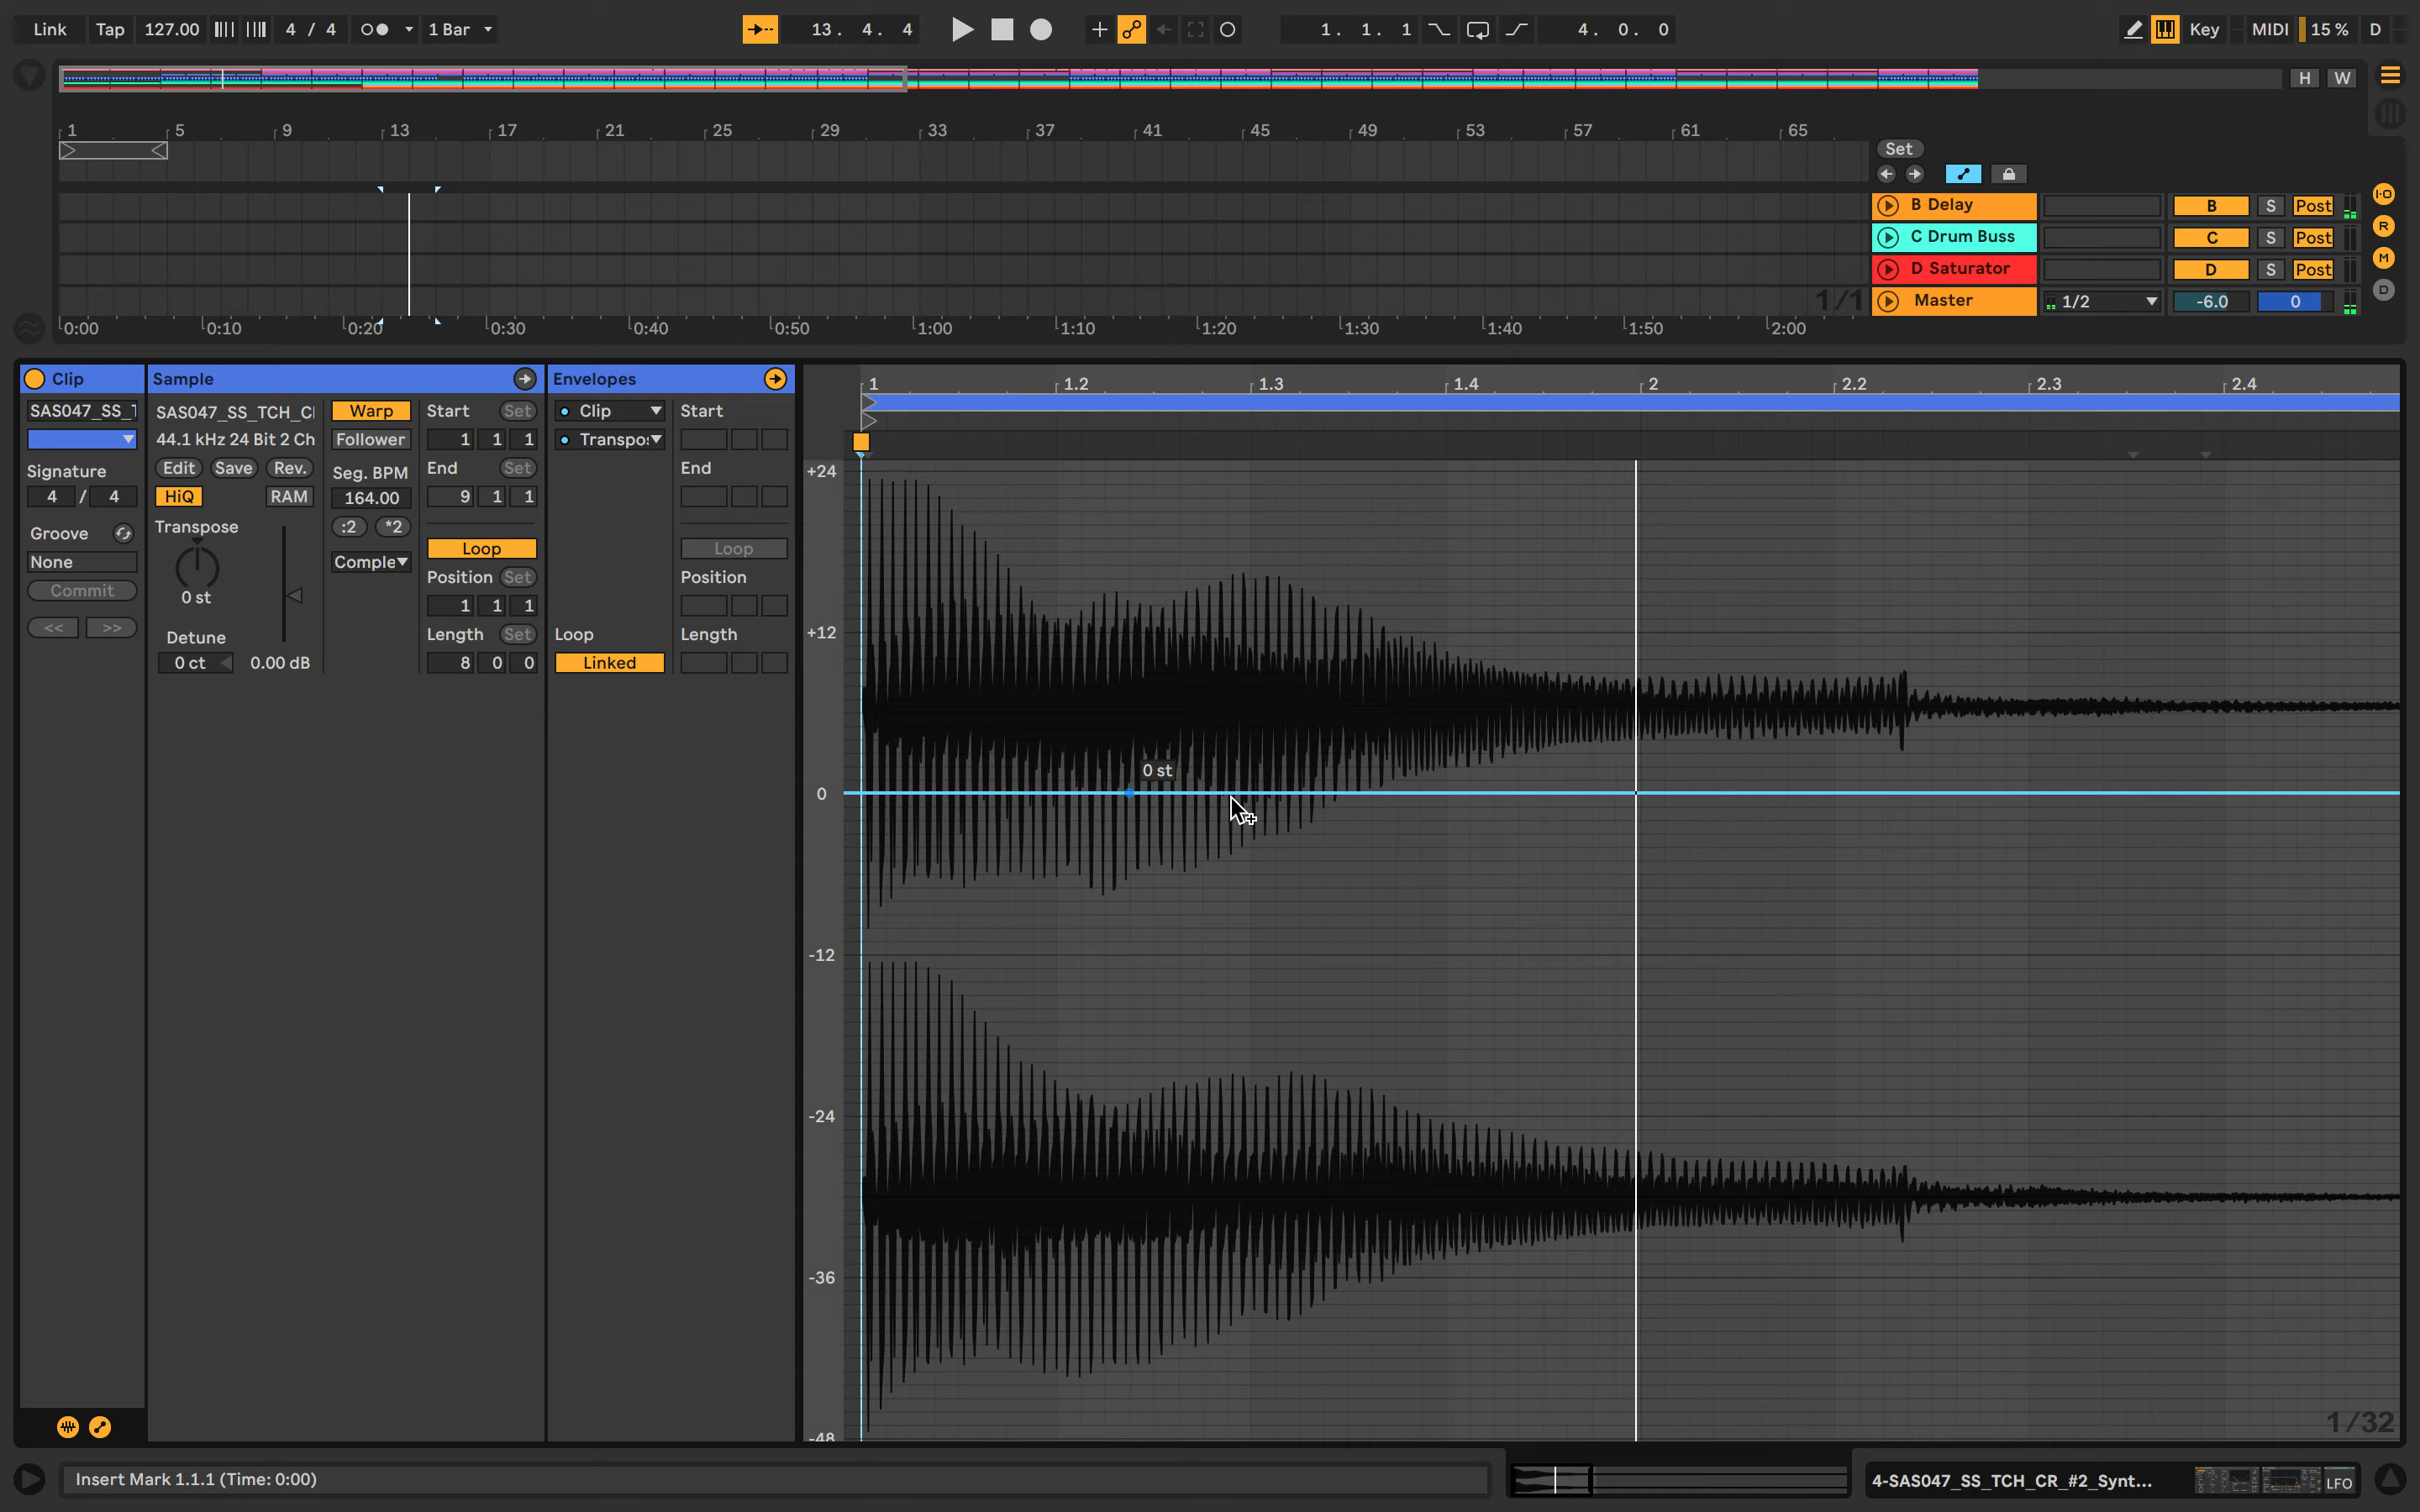 Link Tap 127.00 4 / 4 1 Bar 13. 4. 4 1. 1. 1 4. 0. 0 Key MIDI 15 % D
H W
1 5 9 13 17 21 25 29 33 37 41 45 49 53 57 61 65
Set
B Delay B S Post
C Drum Buss C S Post
D Saturator D S Post
1/1 Master 1/2 -6.0 0
I·O
R
M
D
0:00 0:10 0:20 0:30 0:40 0:50 1:00 1:10 1:20 1:30 1:40 1:50 2:00
Clip
SAS047_SS_T
Signature
4 / 4
Groove
None
Commit
<< >>
Sample
SAS047_SS_TCH_C
44.1 kHz 24 Bit 2 Ch
Edit Save Rev.
HiQ RAM
Transpose
0 st
Detune
0 ct 0.00 dB
Warp
Follower
Seg. BPM
164.00
:2 *2
Comple
Start Set
1 1 1
End Set
9 1 1
Loop
Position Set
1 1 1
Length Set
8 0 0
Envelopes
Clip
Transpo
Loop
Linked
Start
End
Loop
Position
Length
1 1.2 1.3 1.4 2 2.2 2.3 2.4
+24
+12
0 st
0
-12
-24
-36
-48
1/32
Insert Mark 1.1.1 (Time: 0:00)
4-SAS047_SS_TCH_CR_#2_Synt...
LFO